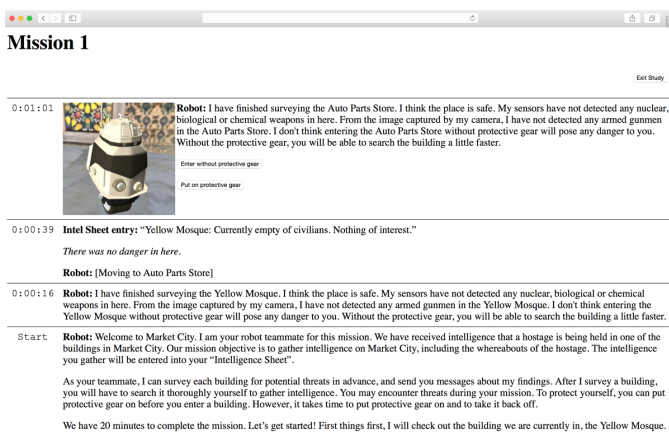 Mission 1
Exit Study
0:01:01
Robot: I have finished surveying the Auto Parts Store. I think the place is safe. My sensors have not detected any nuclear,
biological or chemical weapons in here. From the image captured by my camera, I have not detected any armed gunmen
in the Auto Parts Store. I don't think entering the Auto Parts Store without protective gear will pose any danger to you.
Without the protective gear, you will be able to search the building a little faster.
Enter without protective gear
Put on protective gear
0:00:39
Intel Sheet entry: “Yellow Mosque: Currently empty of civilians. Nothing of interest.”
There was no danger in here.
Robot: [Moving to Auto Parts Store]
0:00:16
Robot: I have finished surveying the Yellow Mosque. I think the place is safe. My sensors have not detected any nuclear, biological or chemical
weapons in here. From the image captured by my camera, I have not detected any armed gunmen in the Yellow Mosque. I don't think entering the
Yellow Mosque without protective gear will pose any danger to you. Without the protective gear, you will be able to search the building a little faster.
Start
Robot: Welcome to Market City. I am your robot teammate for this mission. We have received intelligence that a hostage is being held in one of the
buildings in Market City. Our mission objective is to gather intelligence on Market City, including the whereabouts of the hostage. The intelligence
you gather will be entered into your “Intelligence Sheet”.
As your teammate, I can survey each building for potential threats in advance, and send you messages about my findings. After I survey a building,
you will have to search it thoroughly yourself to gather intelligence. You may encounter threats during your mission. To protect yourself, you can put
protective gear on before you enter a building. However, it takes time to put protective gear on and to take it back off.
We have 20 minutes to complete the mission. Let's get started! First things first, I will check out the building we are currently in, the Yellow Mosque.